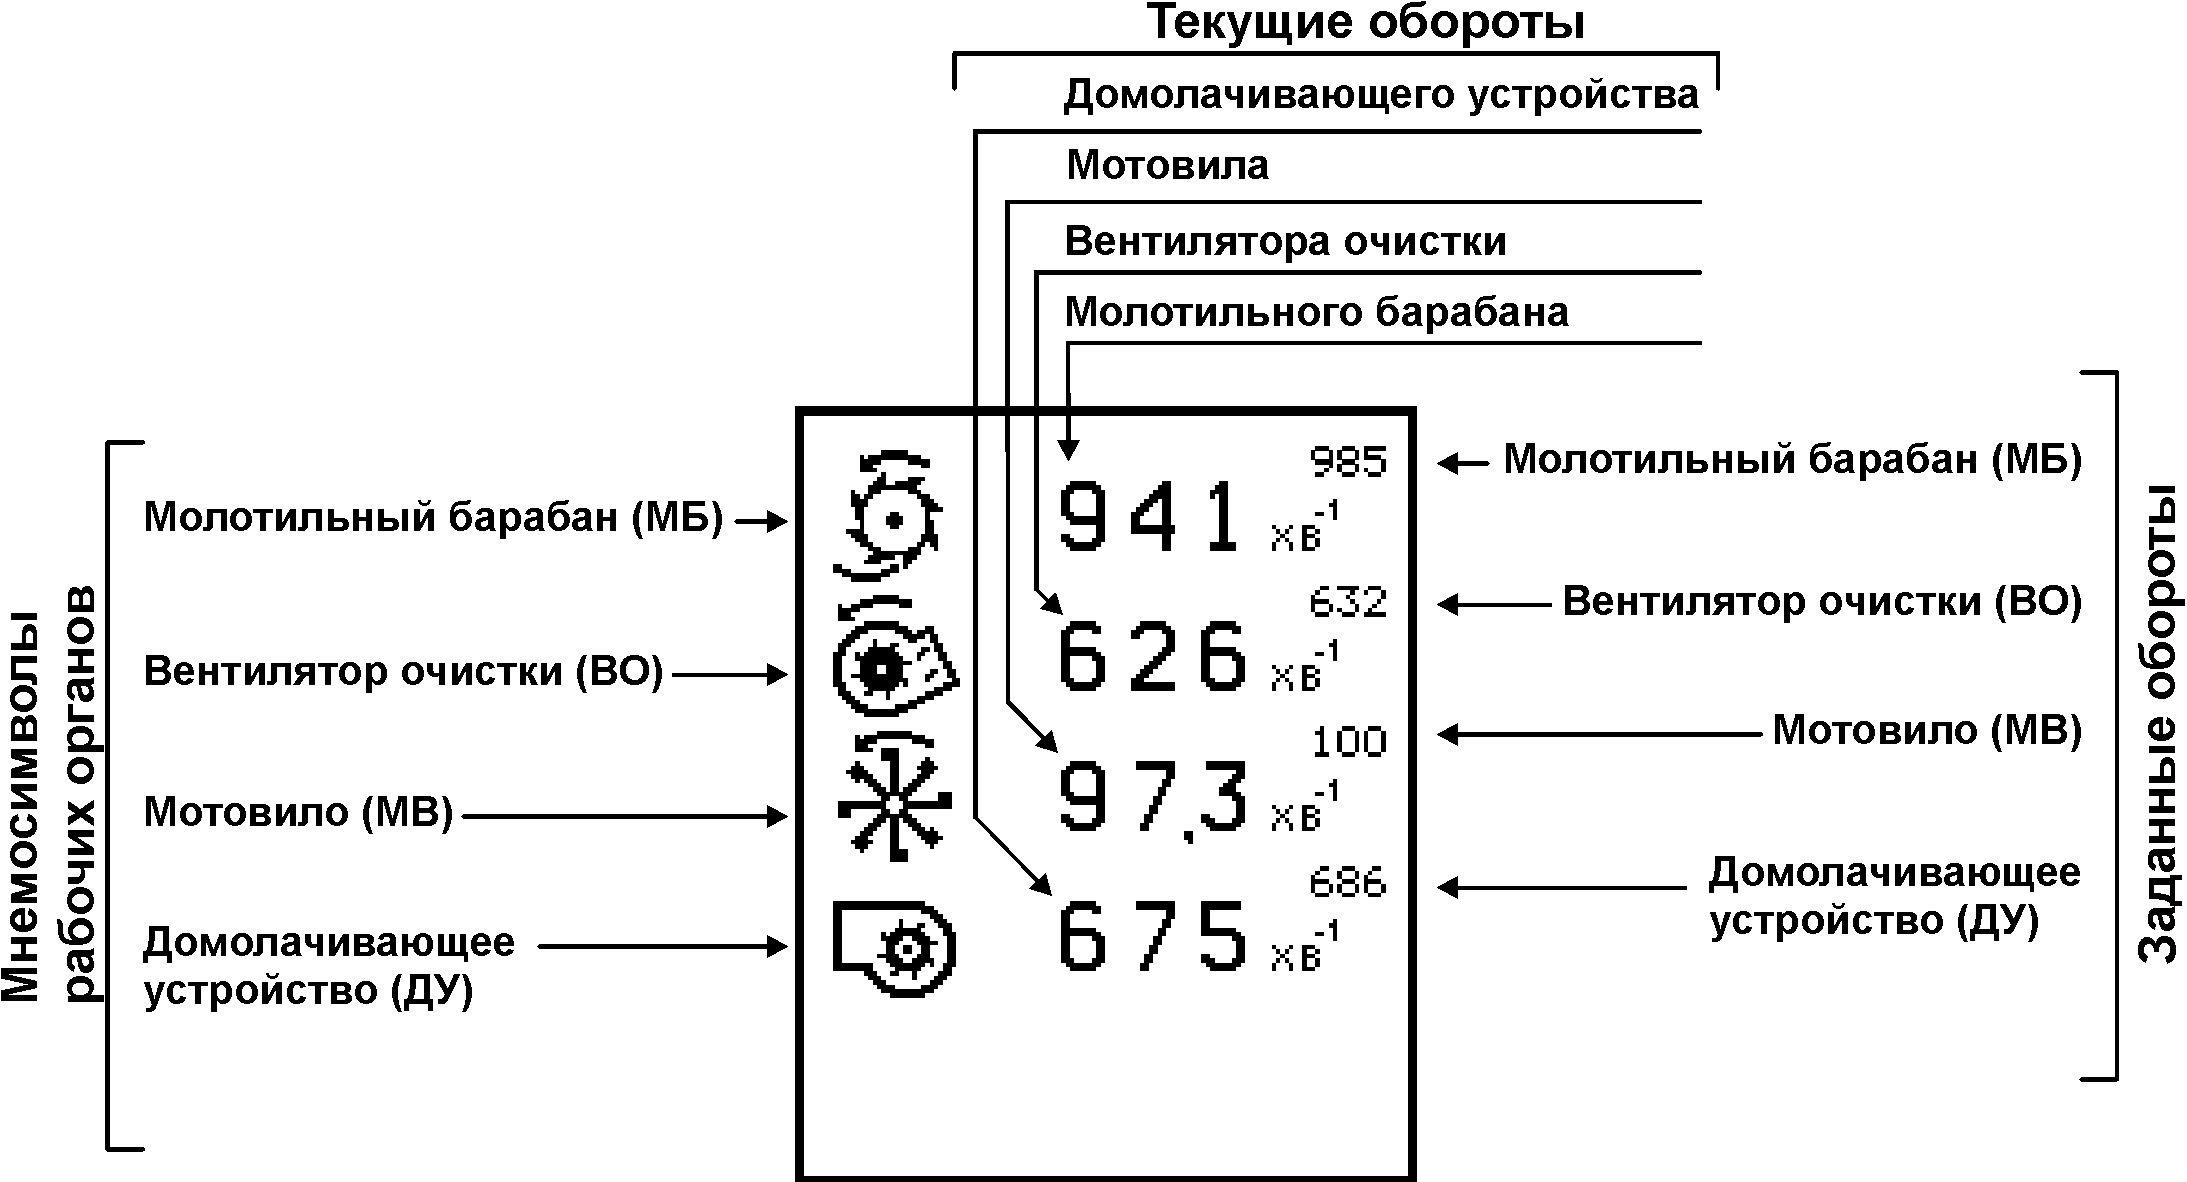 Текущие обороты
Домолачивающего устройства
Мотовила
Вентилятора очистки
Молотильного барабана
Мнемосимволы
рабочих органов
Молотильный барабан (МБ)
Вентилятор очистки (ВО)
Мотовило (МВ)
Домолачивающее
устройство (ДУ)
985
941 хв-1
632
626 хв-1
100
97.3 хв-1
686
675 хв-1
Молотильный барабан (МБ)
Вентилятор очистки (ВО)
Мотовило (МВ)
Домолачивающее
устройство (ДУ)
Заданные обороты